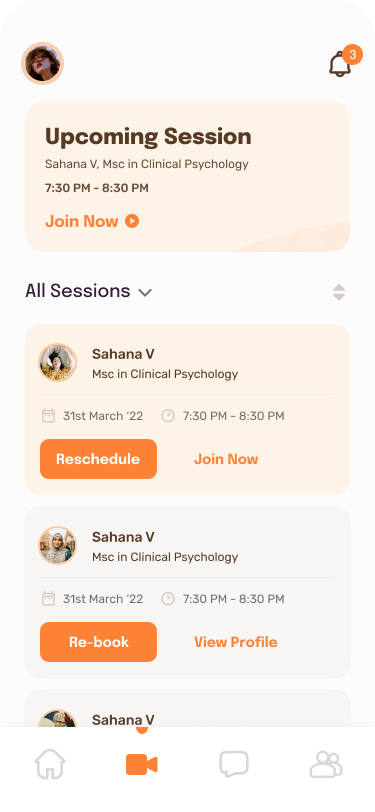 3
Upcoming Session
Sahana V, Msc in Clinical Psychology
7:30 PM - 8:30 PM
Join Now
All Sessions
Sahana V
Msc in Clinical Psychology
31st March ‘22 7:30 PM - 8:30 PM
Reschedule Join Now
Sahana V
Msc in Clinical Psychology
31st March ‘22 7:30 PM - 8:30 PM
Re-book View Profile
Sahana V